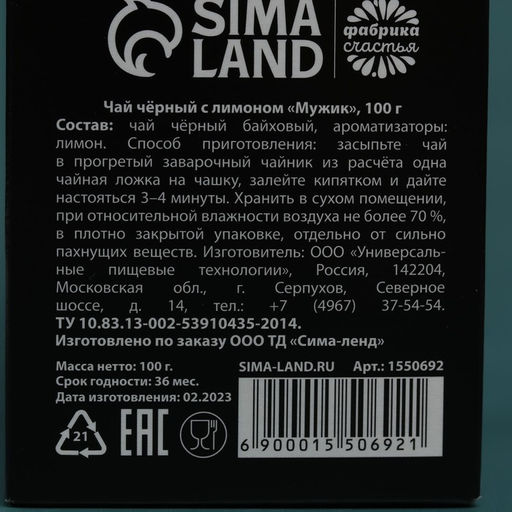 SIMA
LAND
фабрика
счастья
Чай чёрный с лимоном «Мужик», 100 г
Состав: чай чёрный байховый, ароматизаторы:
лимон. Способ приготовления: засыпьте чай
в прогретый заварочный чайник из расчёта одна
чайная ложка на чашку, залейте кипятком и дайте
настояться 3–4 минуты. Хранить в сухом помещении,
при относительной влажности воздуха не более 70 %,
в плотно закрытой упаковке, отдельно от сильно
пахнущих веществ. Изготовитель: ООО «Универсаль-
ные пищевые технологии», Россия, 142204,
Московская обл., г. Серпухов, Северное
шоссе, д. 14, тел.: +7 (4967) 37-54-54.
ТУ 10.83.13-002-53910435-2014.
Изготовлено по заказу ООО ТД «Сима-ленд»
Масса нетто: 100 г.
Срок годности: 36 мес.
Дата изготовления: 02.2023
SIMA-LAND.RU Арт.: 1550692
21
EAC
6 900015 506921